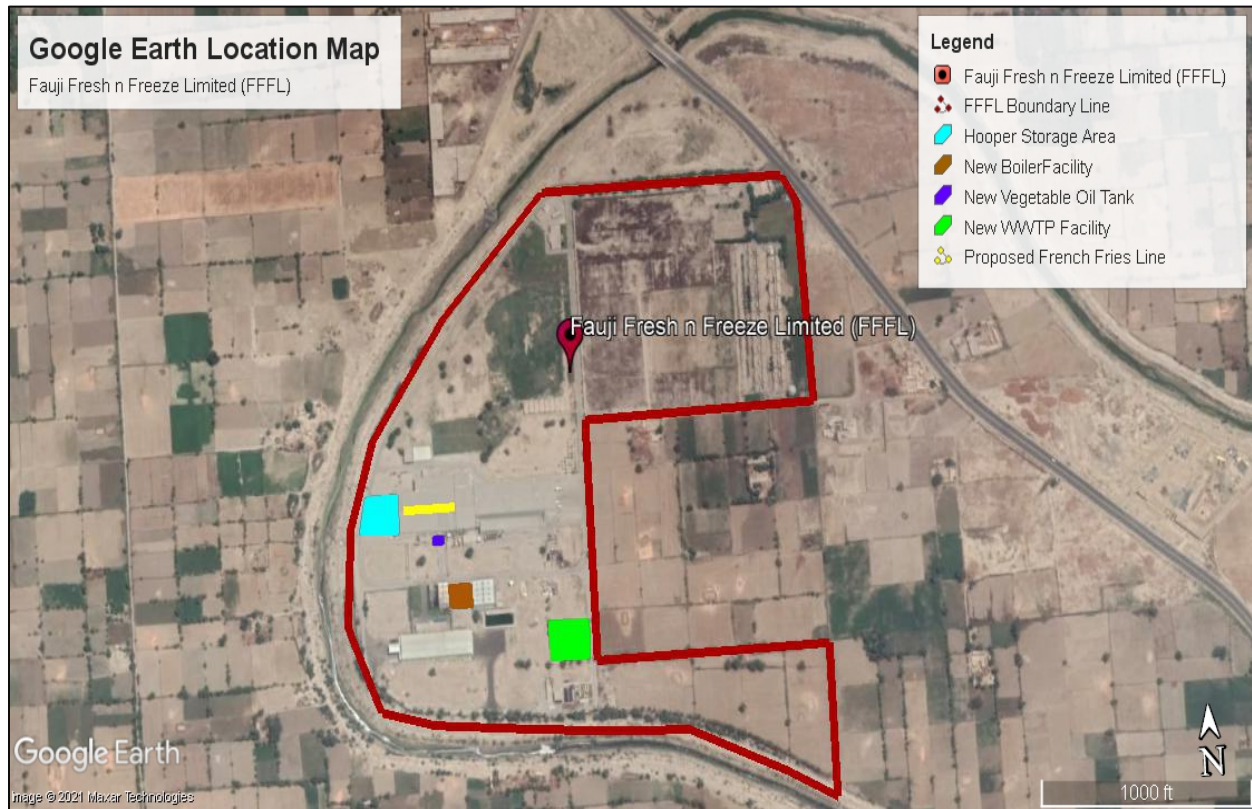 Google Earth Location Map
Fauji Fresh n Freeze Limited (FFFL)
Legend
Fauji Fresh n Freeze Limited (FFFL)
FFFL Boundary Line
Hooper Storage Area
New BoilerFacility
New Vegetable Oil Tank
New WWTP Facility
Proposed French Fries Line
Fauji Fresh n Freeze Limited (FFFL)
Google Earth
Image © 2021 Maxar Technologies
N
1000 ft